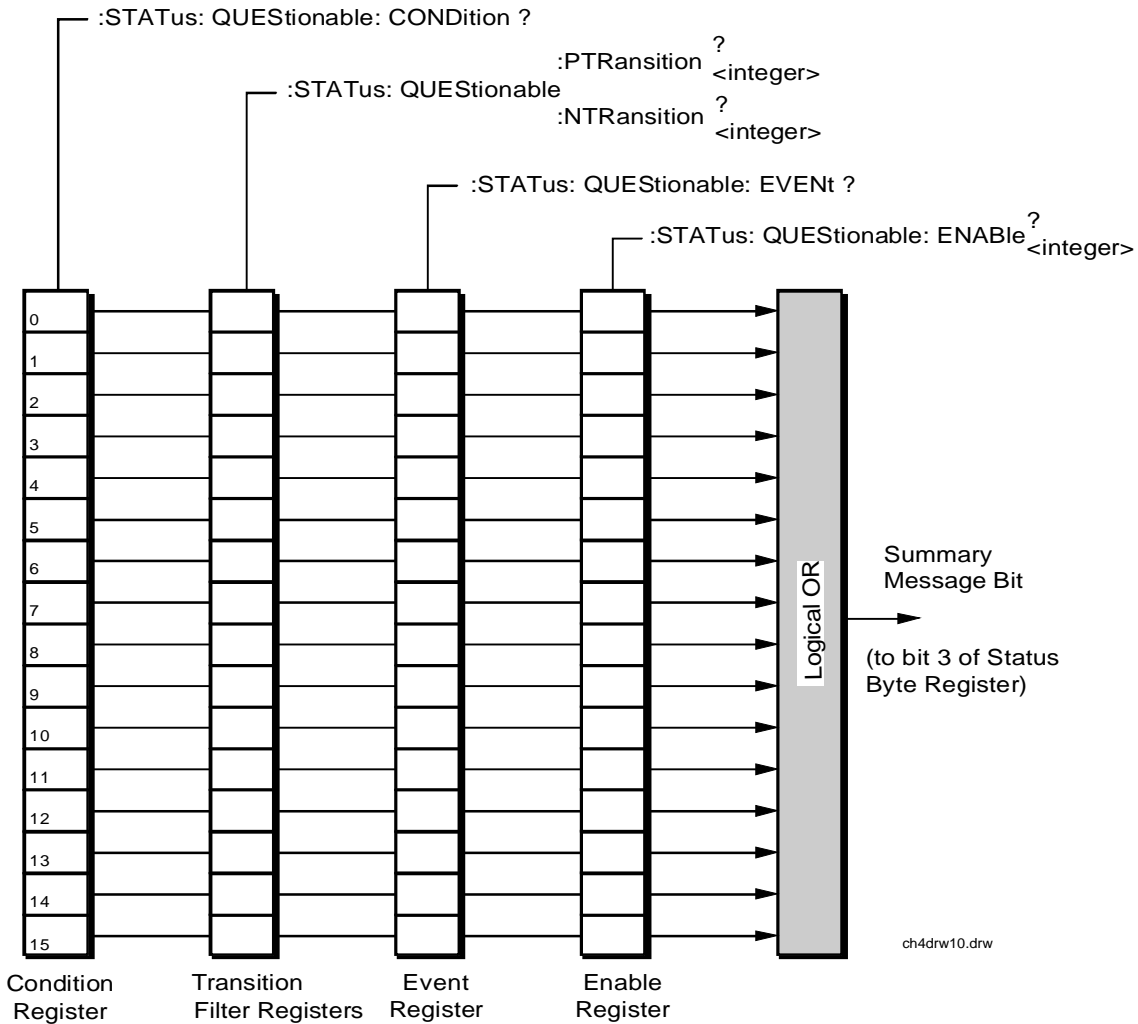 :STATus: QUEStionable: CONDition ?
?
:PTRansition
<integer>
:STATus: QUEStionable
?
:NTRansition
<integer>
:STATus: QUEStionable: EVENt ?
?
:STATus: QUEStionable: ENABle
<integer>
0
1
2
3
4
5
6
7
8
9
10
11
12
13
14
15
Logical OR
Summary
Message Bit
(to bit 3 of Status
Byte Register)
ch4drw10.drw
Condition
Register
Transition
Filter Registers
Event
Register
Enable
Register